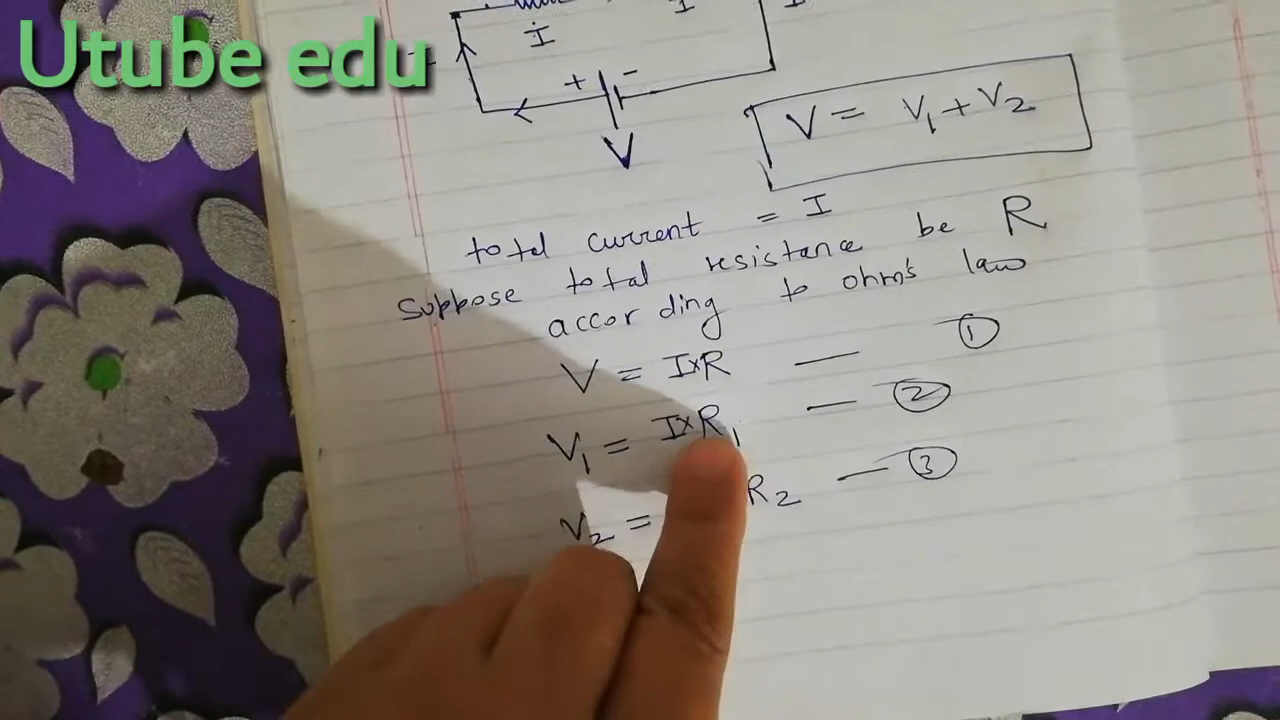 Utube edu
I I
I
+ -
V
V = V1 + V2
total current = I
suppose total resistance be R
according to ohm's law
V = I×R — 1
V1 = I×R1 — 2
V2 = R2 — 3